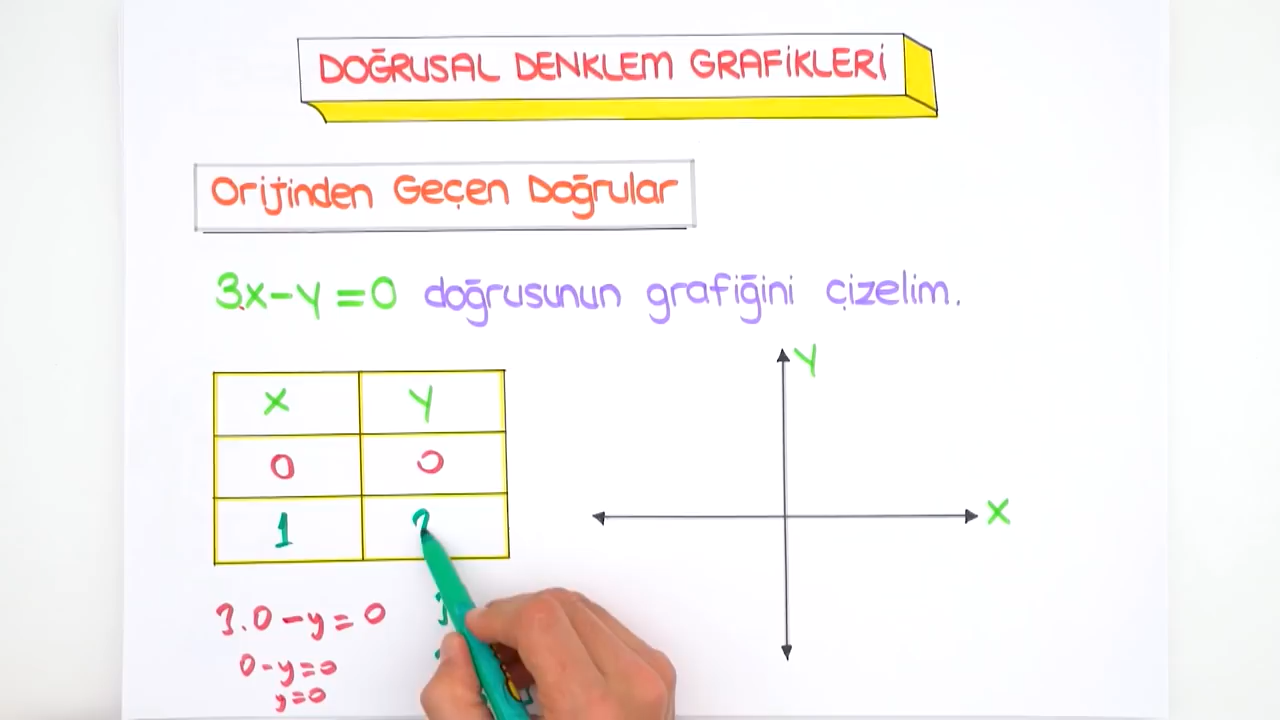 DOĞRUSAL DENKLEM GRAFİKLERİ
Orijinden Geçen Doğrular
3x-y=0 doğrusunun grafiğini çizelim.
x y
0 0
1
y
x
3.0-y=0
0-y=0
y=0